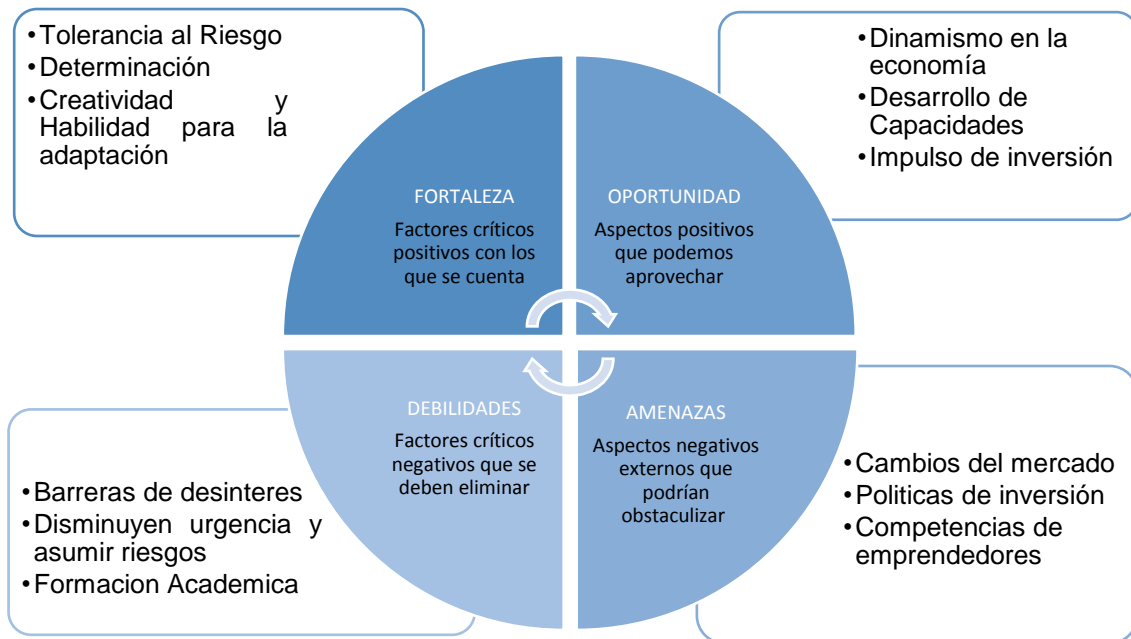 •Tolerancia al Riesgo
•Determinación
•Creatividad y
Habilidad para la
adaptación
•Dinamismo en la
economía
•Desarrollo de
Capacidades
•Impulso de inversión
FORTALEZA
Factores críticos
positivos con los
que se cuenta
OPORTUNIDAD
Aspectos positivos
que podemos
aprovechar
DEBILIDADES
Factores críticos
negativos que se
deben eliminar
AMENAZAS
Aspectos negativos
externos que
podrían
obstaculizar
•Barreras de desinteres
•Disminuyen urgencia y
asumir riesgos
•Formacion Academica
•Cambios del mercado
•Politicas de inversión
•Competencias de
emprendedores